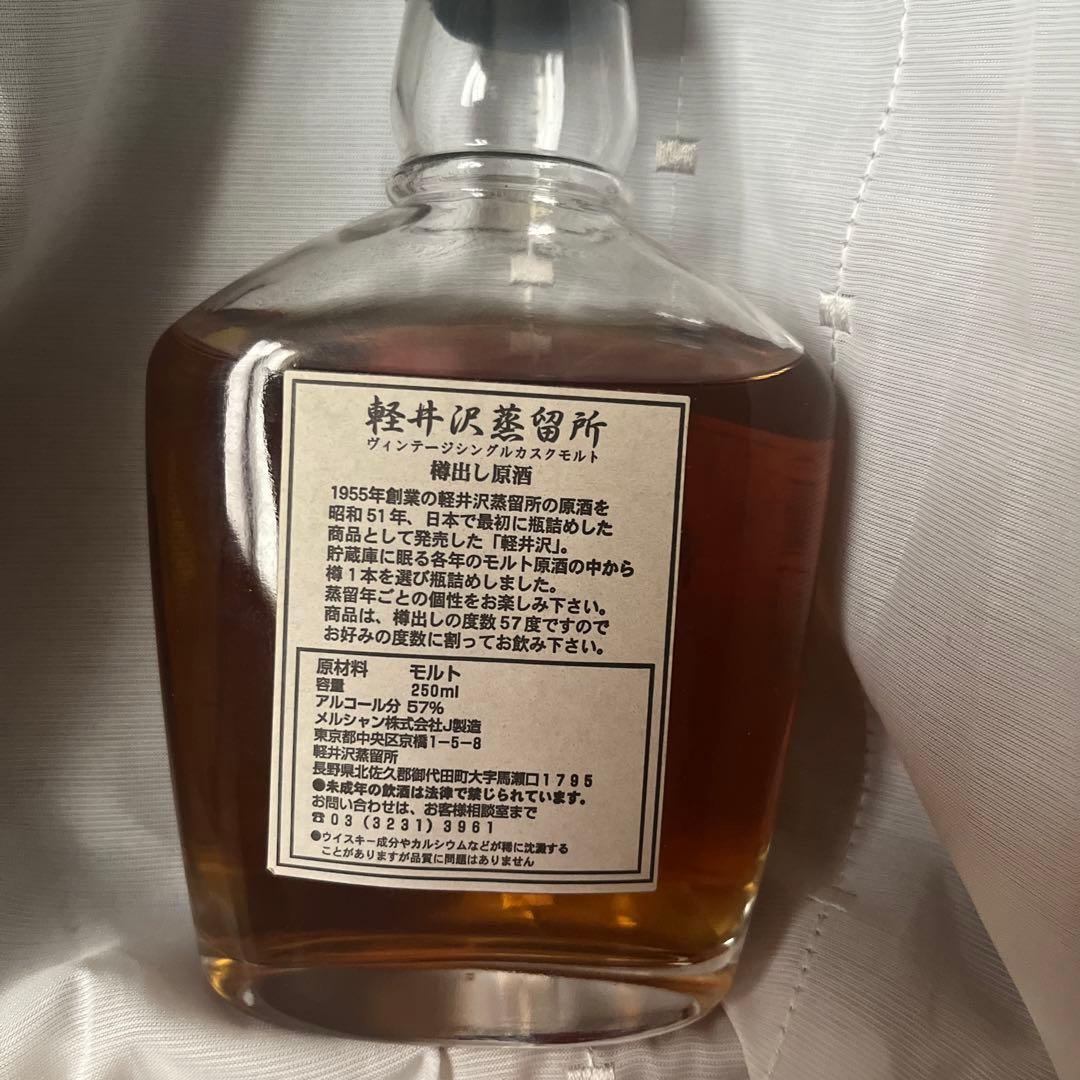 軽井沢蒸留所
ヴィンテージシングルカスクモルト
樽出し原酒
1955年創業の軽井沢蒸留所の原酒を
昭和51年、日本で最初に瓶詰めした
商品として発売した「軽井沢」。
貯蔵庫に眠る各年のモルト原酒の中から
樽1本を選び瓶詰めしました。
蒸留年ごとの個性をお楽しみ下さい。
商品は、樽出しの度数57度ですので
お好みの度数に割ってお飲み下さい。
原材料 モルト
容量 250ml
アルコール分 57%
メルシャン株式会社J製造
東京都中央区京橋1-5-8
軽井沢蒸留所
長野県北佐久郡御代田町大字馬瀬口1795
●未成年の飲酒は法律で禁じられています。
お問い合わせは、お客様相談室まで
☎03(3231)3961
●ウイスキー成分やカルシウムなどが稀に沈澱する
ことがありますが品質に問題はありません